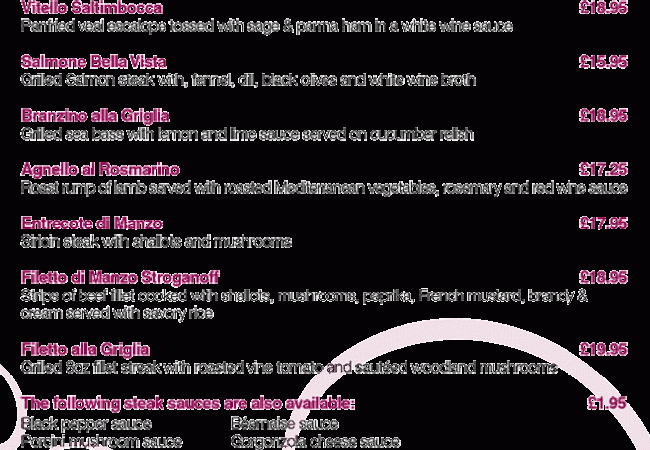 Vitello Saltimbocca £18.95
Panfried veal escalope tossed with sage & parma ham in a white wine sauce
Salmone Bella Vista £15.95
Grilled Salmon steak with, fennel, dill, black olives and white wine broth
Branzino alla Griglia £18.95
Grilled sea bass with lemon and lime sauce served on cucumber relish
Agnello al Rosmarino £17.25
Roast rump of lamb served with roasted Mediterranean vegetables, rosemary and red wine sauce
Entrecote di Manzo £17.95
Sirloin steak with shallots and mushrooms
Filetto di Manzo Stroganoff £18.95
Strips of beef fillet cooked with shallots, mushrooms, paprika, French mustard, brandy &
cream served with savory rice
Filetto alla Griglia £19.95
Grilled 8oz fillet streak with roasted vine tomato and sautéed woodland mushrooms
The following steak sauces are also available: £1.95
Black pepper sauce Béarnaise sauce
Porcini mushroom sauce Gorgonzola cheese sauce